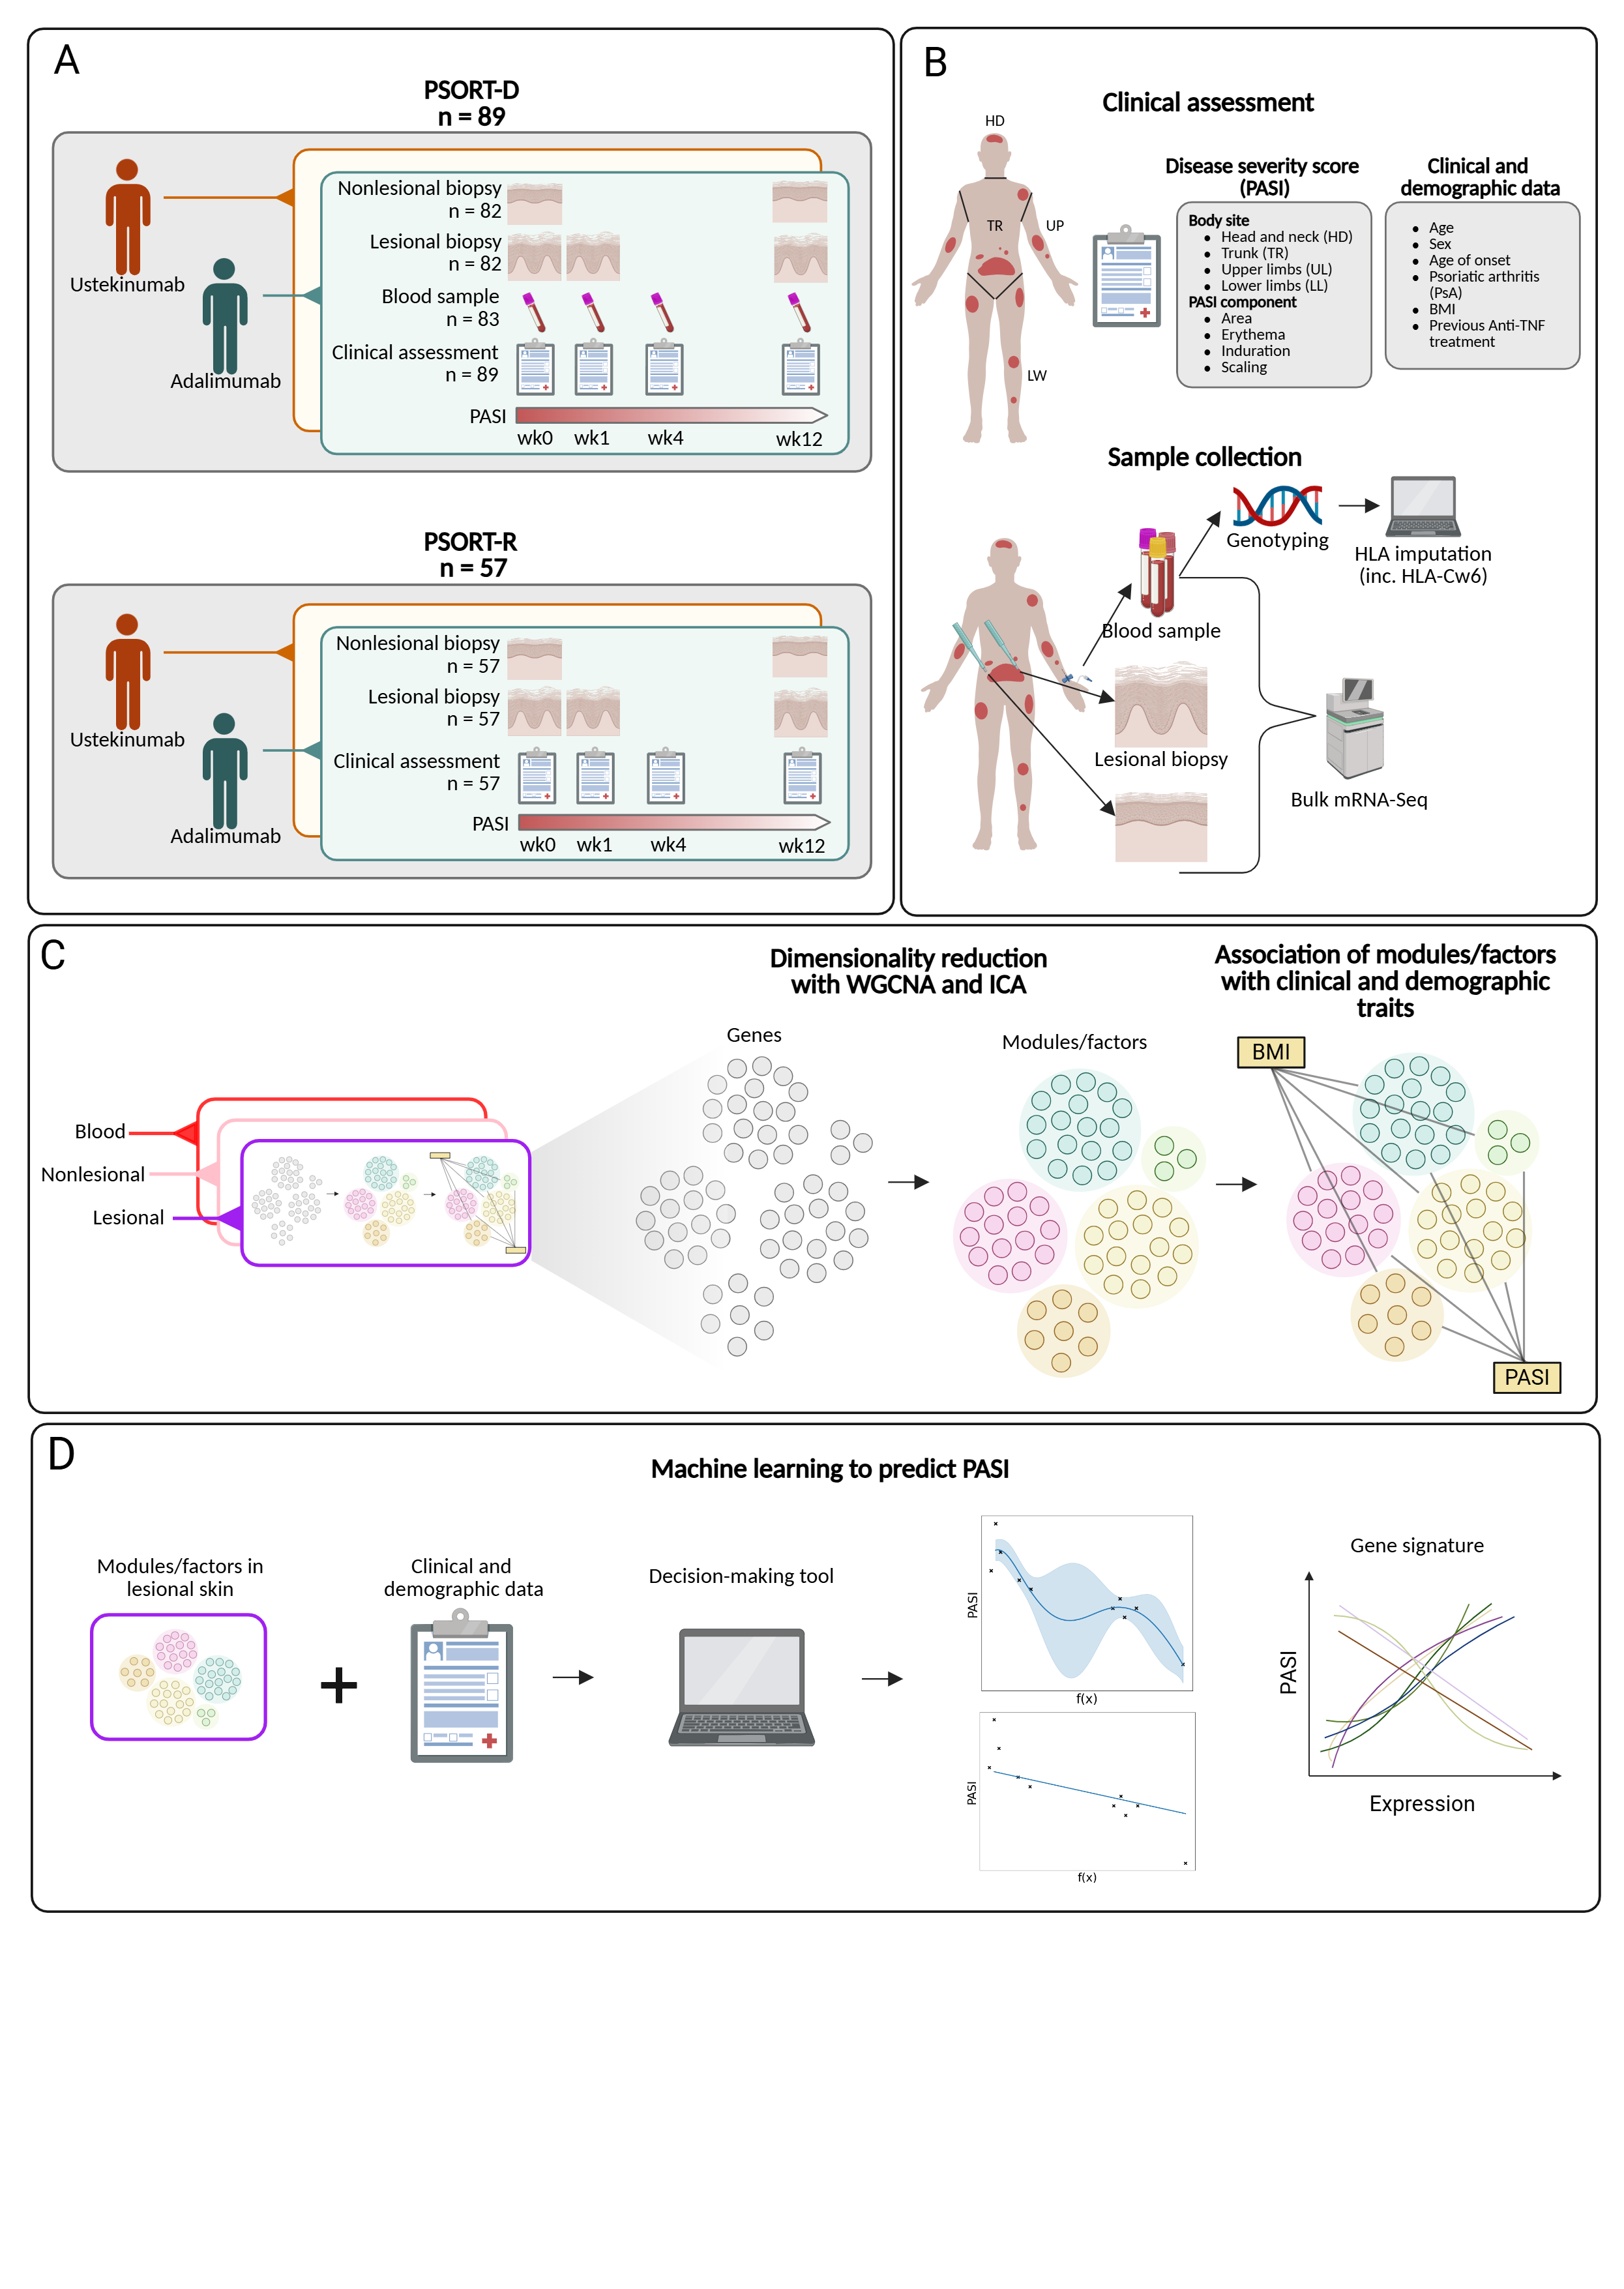 A
PSORT-D
n = 89
Ustekinumab
Adalimumab
Nonlesional biopsy
n = 82
Lesional biopsy
n = 82
Blood sample
n = 83
Clinical assessment
n = 89
PASI
wk0 wk1 wk4 wk12
PSORT-R
n = 57
Ustekinumab
Adalimumab
Nonlesional biopsy
n = 57
Lesional biopsy
n = 57
Clinical assessment
n = 57
PASI
wk0 wk1 wk4 wk12
B
Clinical assessment
HD
TR
UP
LW
Disease severity score
(PASI)
Body site
Head and neck (HD)
Trunk (TR)
Upper limbs (UL)
Lower limbs (LL)
PASI component
Area
Erythema
Induration
Scaling
Clinical and
demographic data
Age
Sex
Age of onset
Psoriatic arthritis
(PsA)
BMI
Previous Anti-TNF
treatment
Sample collection
Genotyping
HLA imputation
(inc. HLA-Cw6)
Blood sample
Lesional biopsy
Bulk mRNA-Seq
C
Dimensionality reduction
with WGCNA and ICA
Association of modules/factors
with clinical and demographic
traits
Blood
Nonlesional
Lesional
Genes
Modules/factors
BMI
PASI
D
Machine learning to predict PASI
Modules/factors in
lesional skin
+
Clinical and
demographic data
Decision-making tool
PASI
f(x)
PASI
f(x)
Gene signature
PASI
Expression